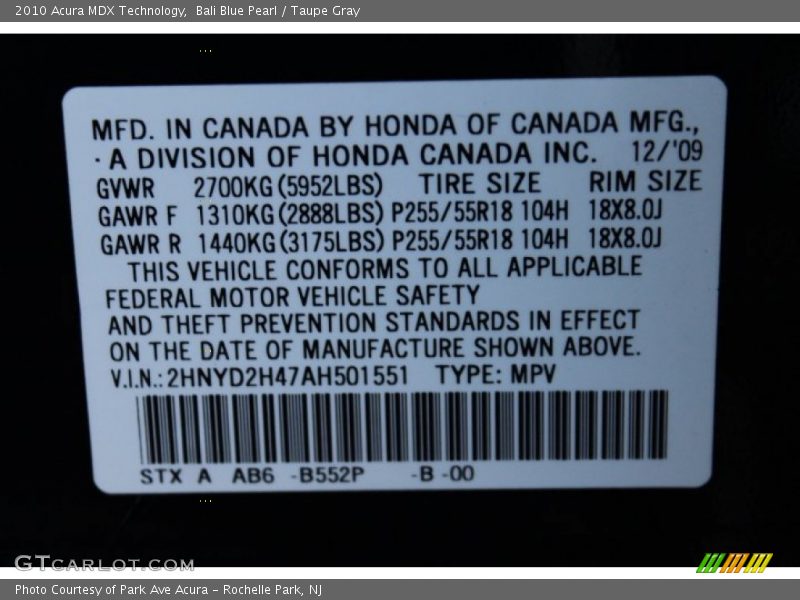 2010 Acura MDX Technology,  Bali Blue Pearl / Taupe Gray
MFD. IN CANADA BY HONDA OF CANADA MFG.,
· A DIVISION OF HONDA CANADA INC. 12/'09
GVWR 2700KG(5952LBS) TIRE SIZE RIM SIZE
GAWR F 1310KG(2888LBS) P255/55R18 104H 18X8.0J
GAWR R 1440KG(3175LBS) P255/55R18 104H 18X8.0J
THIS VEHICLE CONFORMS TO ALL APPLICABLE
FEDERAL MOTOR VEHICLE SAFETY
AND THEFT PREVENTION STANDARDS IN EFFECT
ON THE DATE OF MANUFACTURE SHOWN ABOVE.
V.I.N.:2HNYD2H47AH501551 TYPE: MPV
STX A AB6 -B552P -B -00
GTCARLOT.COM
Photo Courtesy of Park Ave Acura - Rochelle Park, NJ